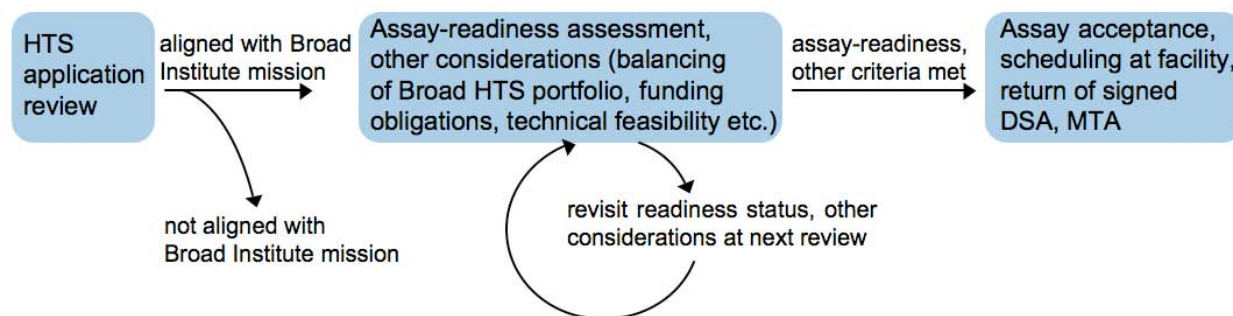 HTS
application
review
aligned with Broad
Institute mission
not aligned with
Broad Institute mission
Assay-readiness assessment,
other considerations (balancing
of Broad HTS portfolio, funding
obligations, technical feasibility etc.)
revisit readiness status, other
considerations at next review
assay-readiness,
other criteria met
Assay acceptance,
scheduling at facility,
return of signed
DSA, MTA